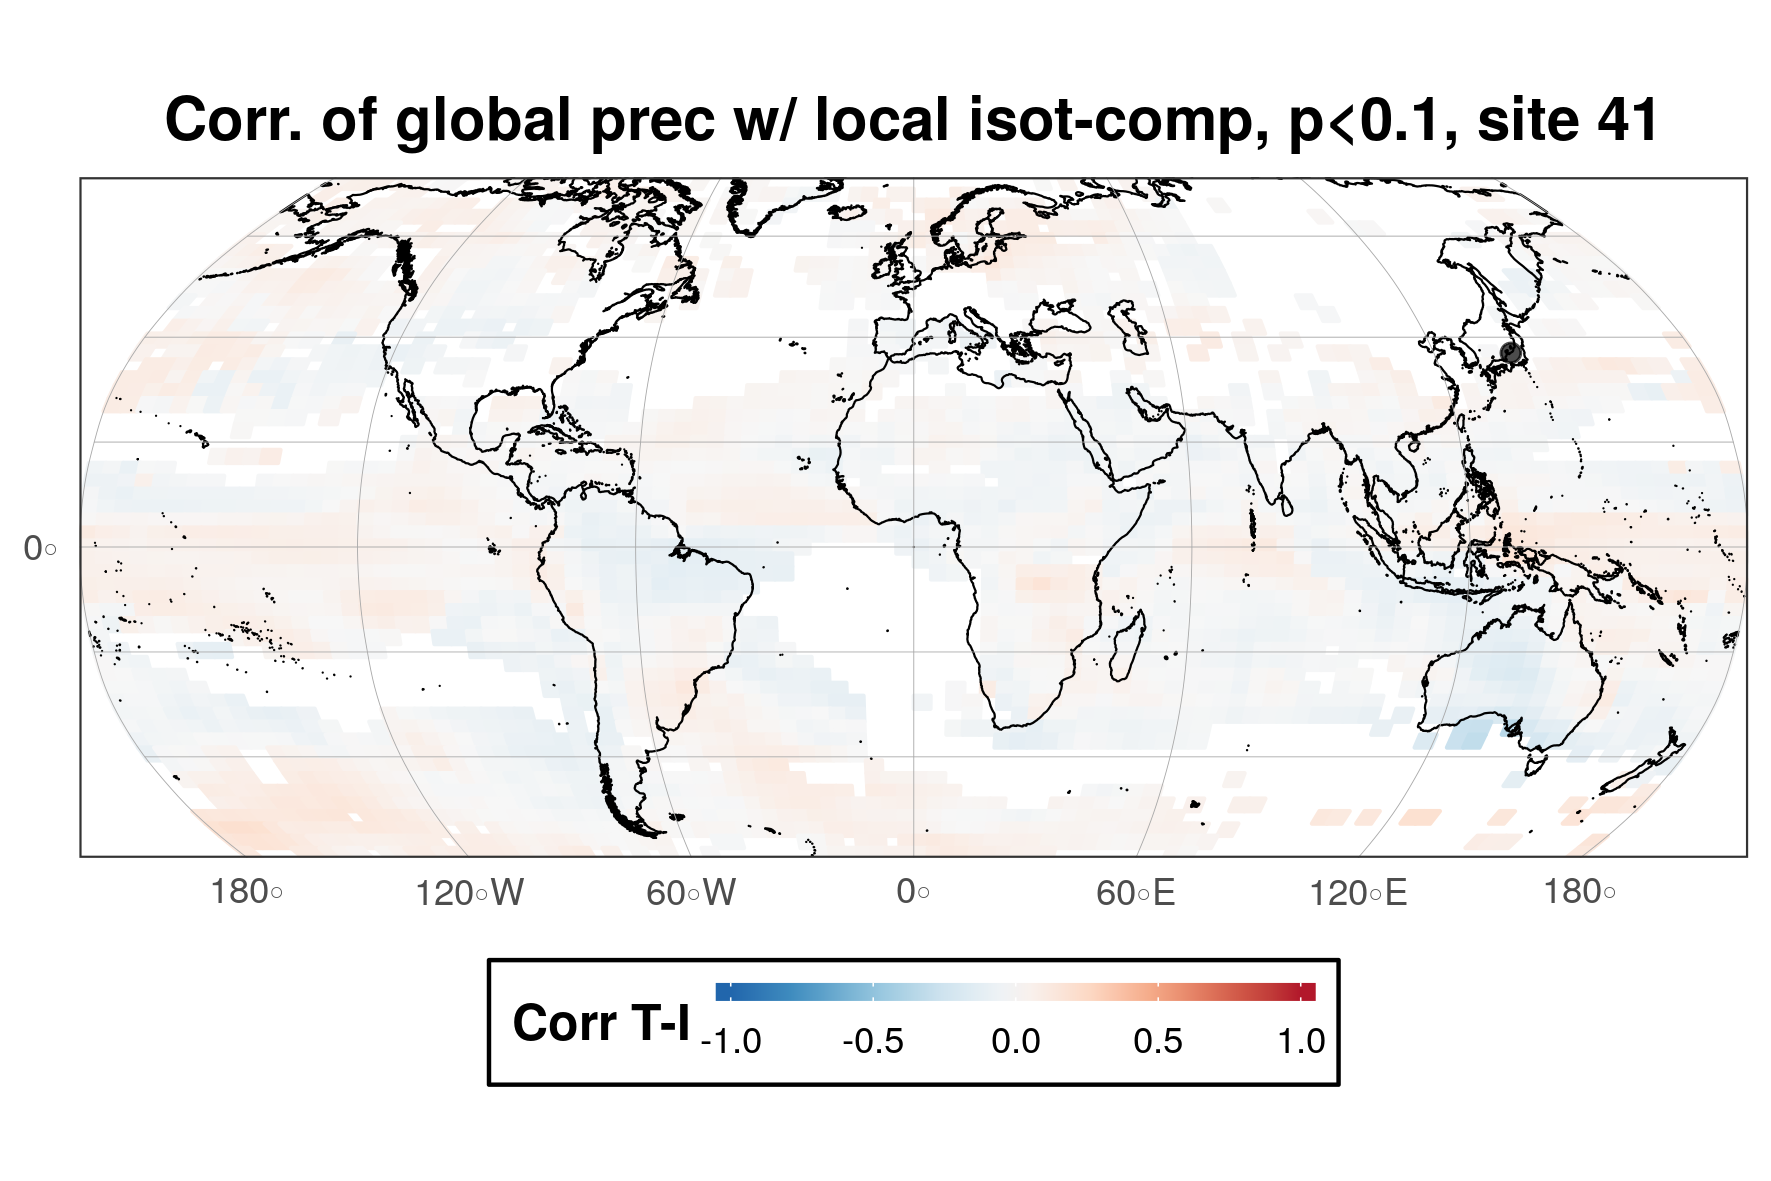 Corr. of global prec w/ local isot-comp, p<0.1, site 41
0°
180° 120°W 60°W 0° 60°E 120°E 180°
Corr T-I
-1.0 -0.5 0.0 0.5 1.0